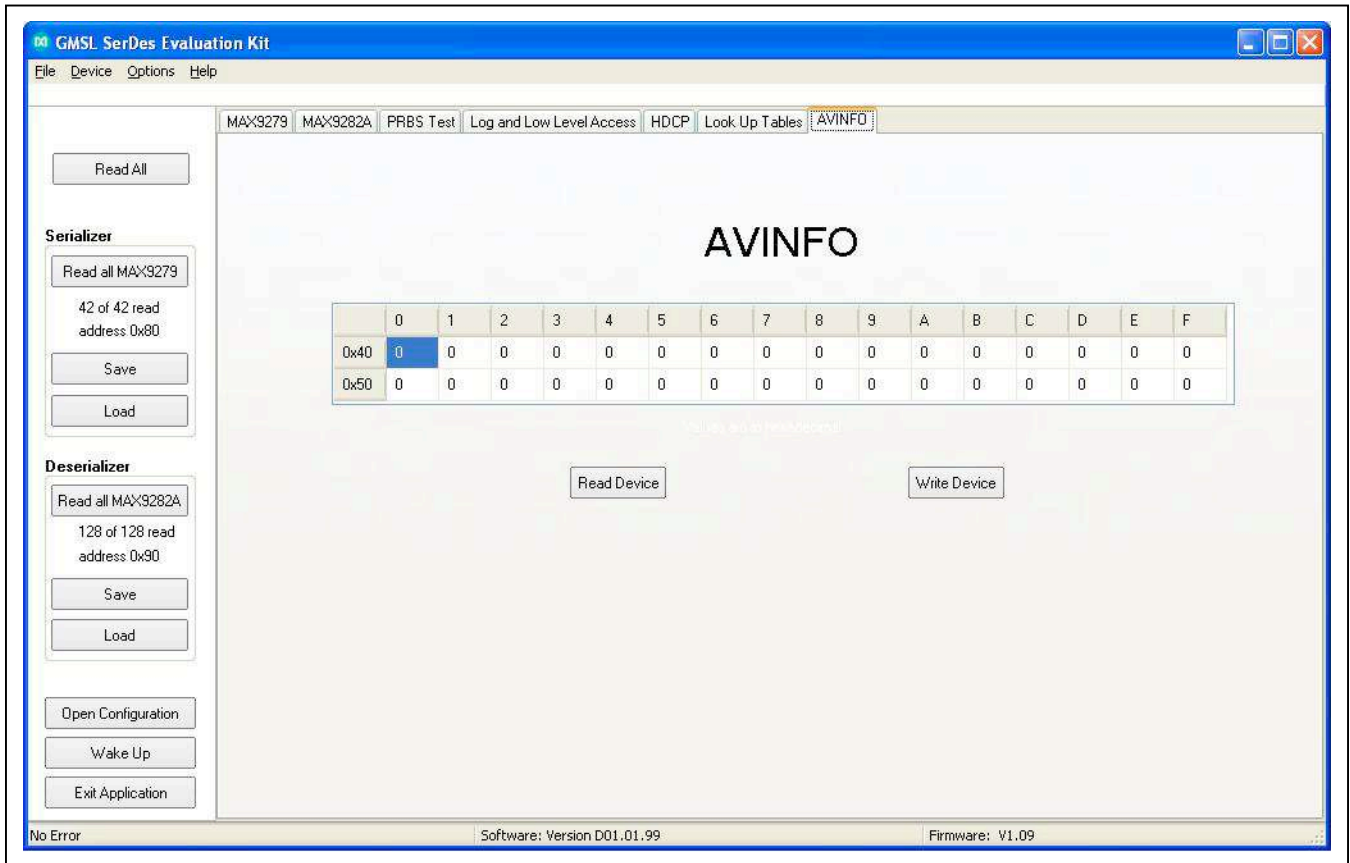 GMSL SerDes Evaluation Kit
File Device Options Help
MAX9279 MAX9282A PRBS Test Log and Low Level Access HDCP Look Up Tables AVINFO
Read All
Serializer
Read all MAX9279
42 of 42 read
address 0x80
Save
Load
Deserializer
Read all MAX9282A
128 of 128 read
address 0x90
Save
Load
Open Configuration
Wake Up
Exit Application
AVINFO
0 1 2 3 4 5 6 7 8 9 A B C D E F
0x40 0 0 0 0 0 0 0 0 0 0 0 0 0 0 0 0
0x50 0 0 0 0 0 0 0 0 0 0 0 0 0 0 0 0
Values are in hexadecimal
Read Device Write Device
No Error Software: Version D01.01.99 Firmware: V1.09